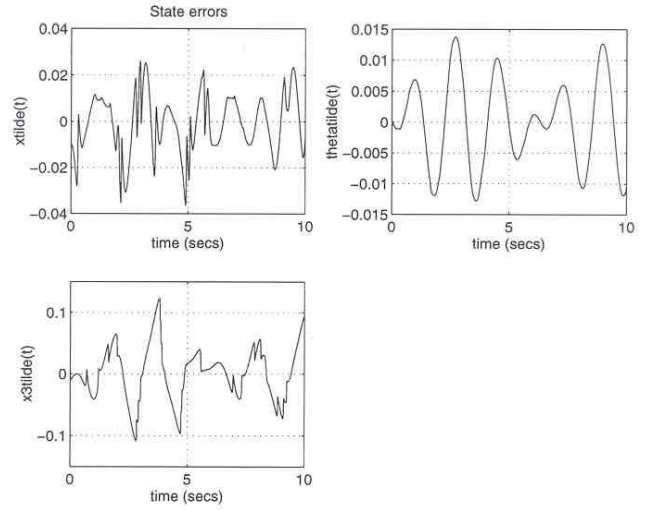 State errors
0.04
0.02
0
−0.02
−0.04
xtilde(t)
0 5 10
time (secs)
0.015
0.01
0.005
0
−0.005
−0.01
−0.015
thetatilde(t)
0 5 10
time (secs)
0.1
0
−0.1
x3tilde(t)
0 5 10
time (secs)